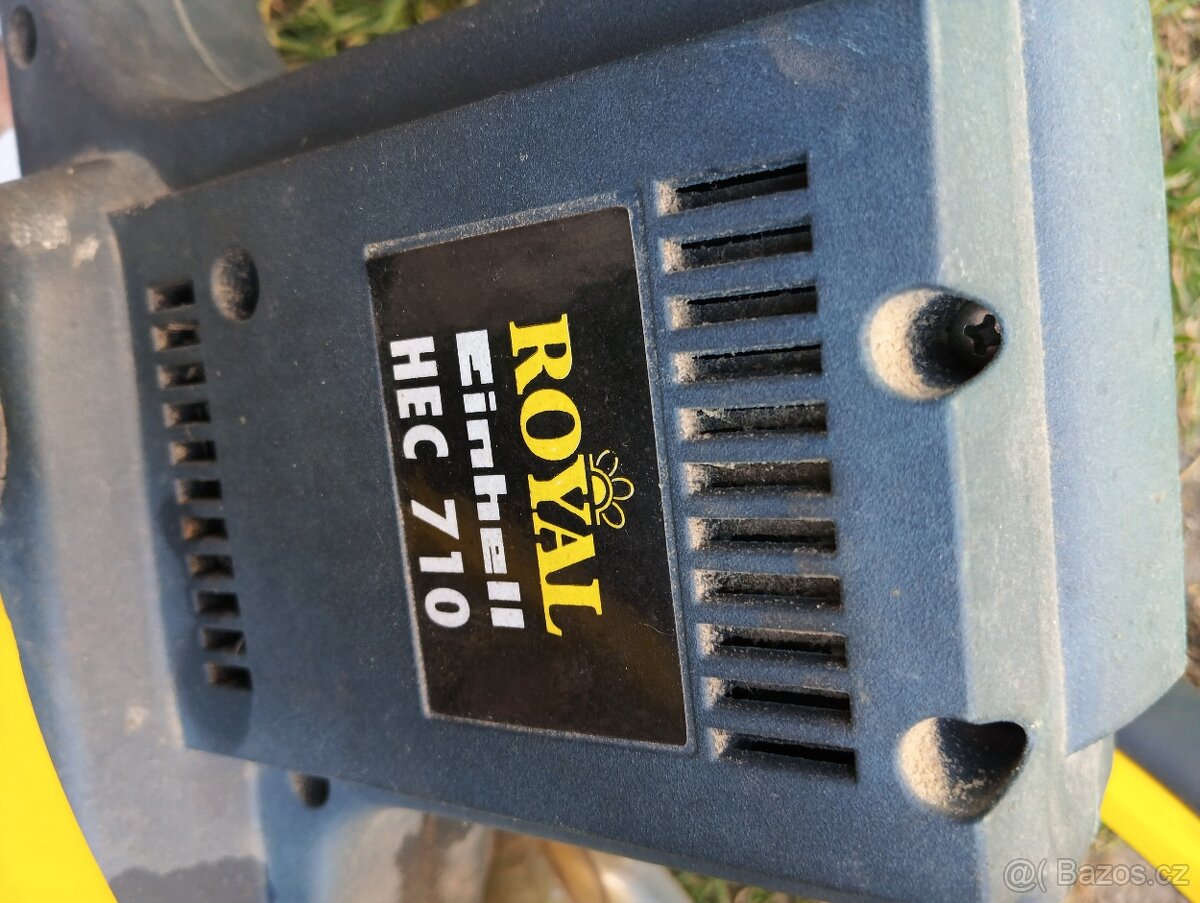 ROYAL
Einhell
HEC 710
@( Bazos.cz